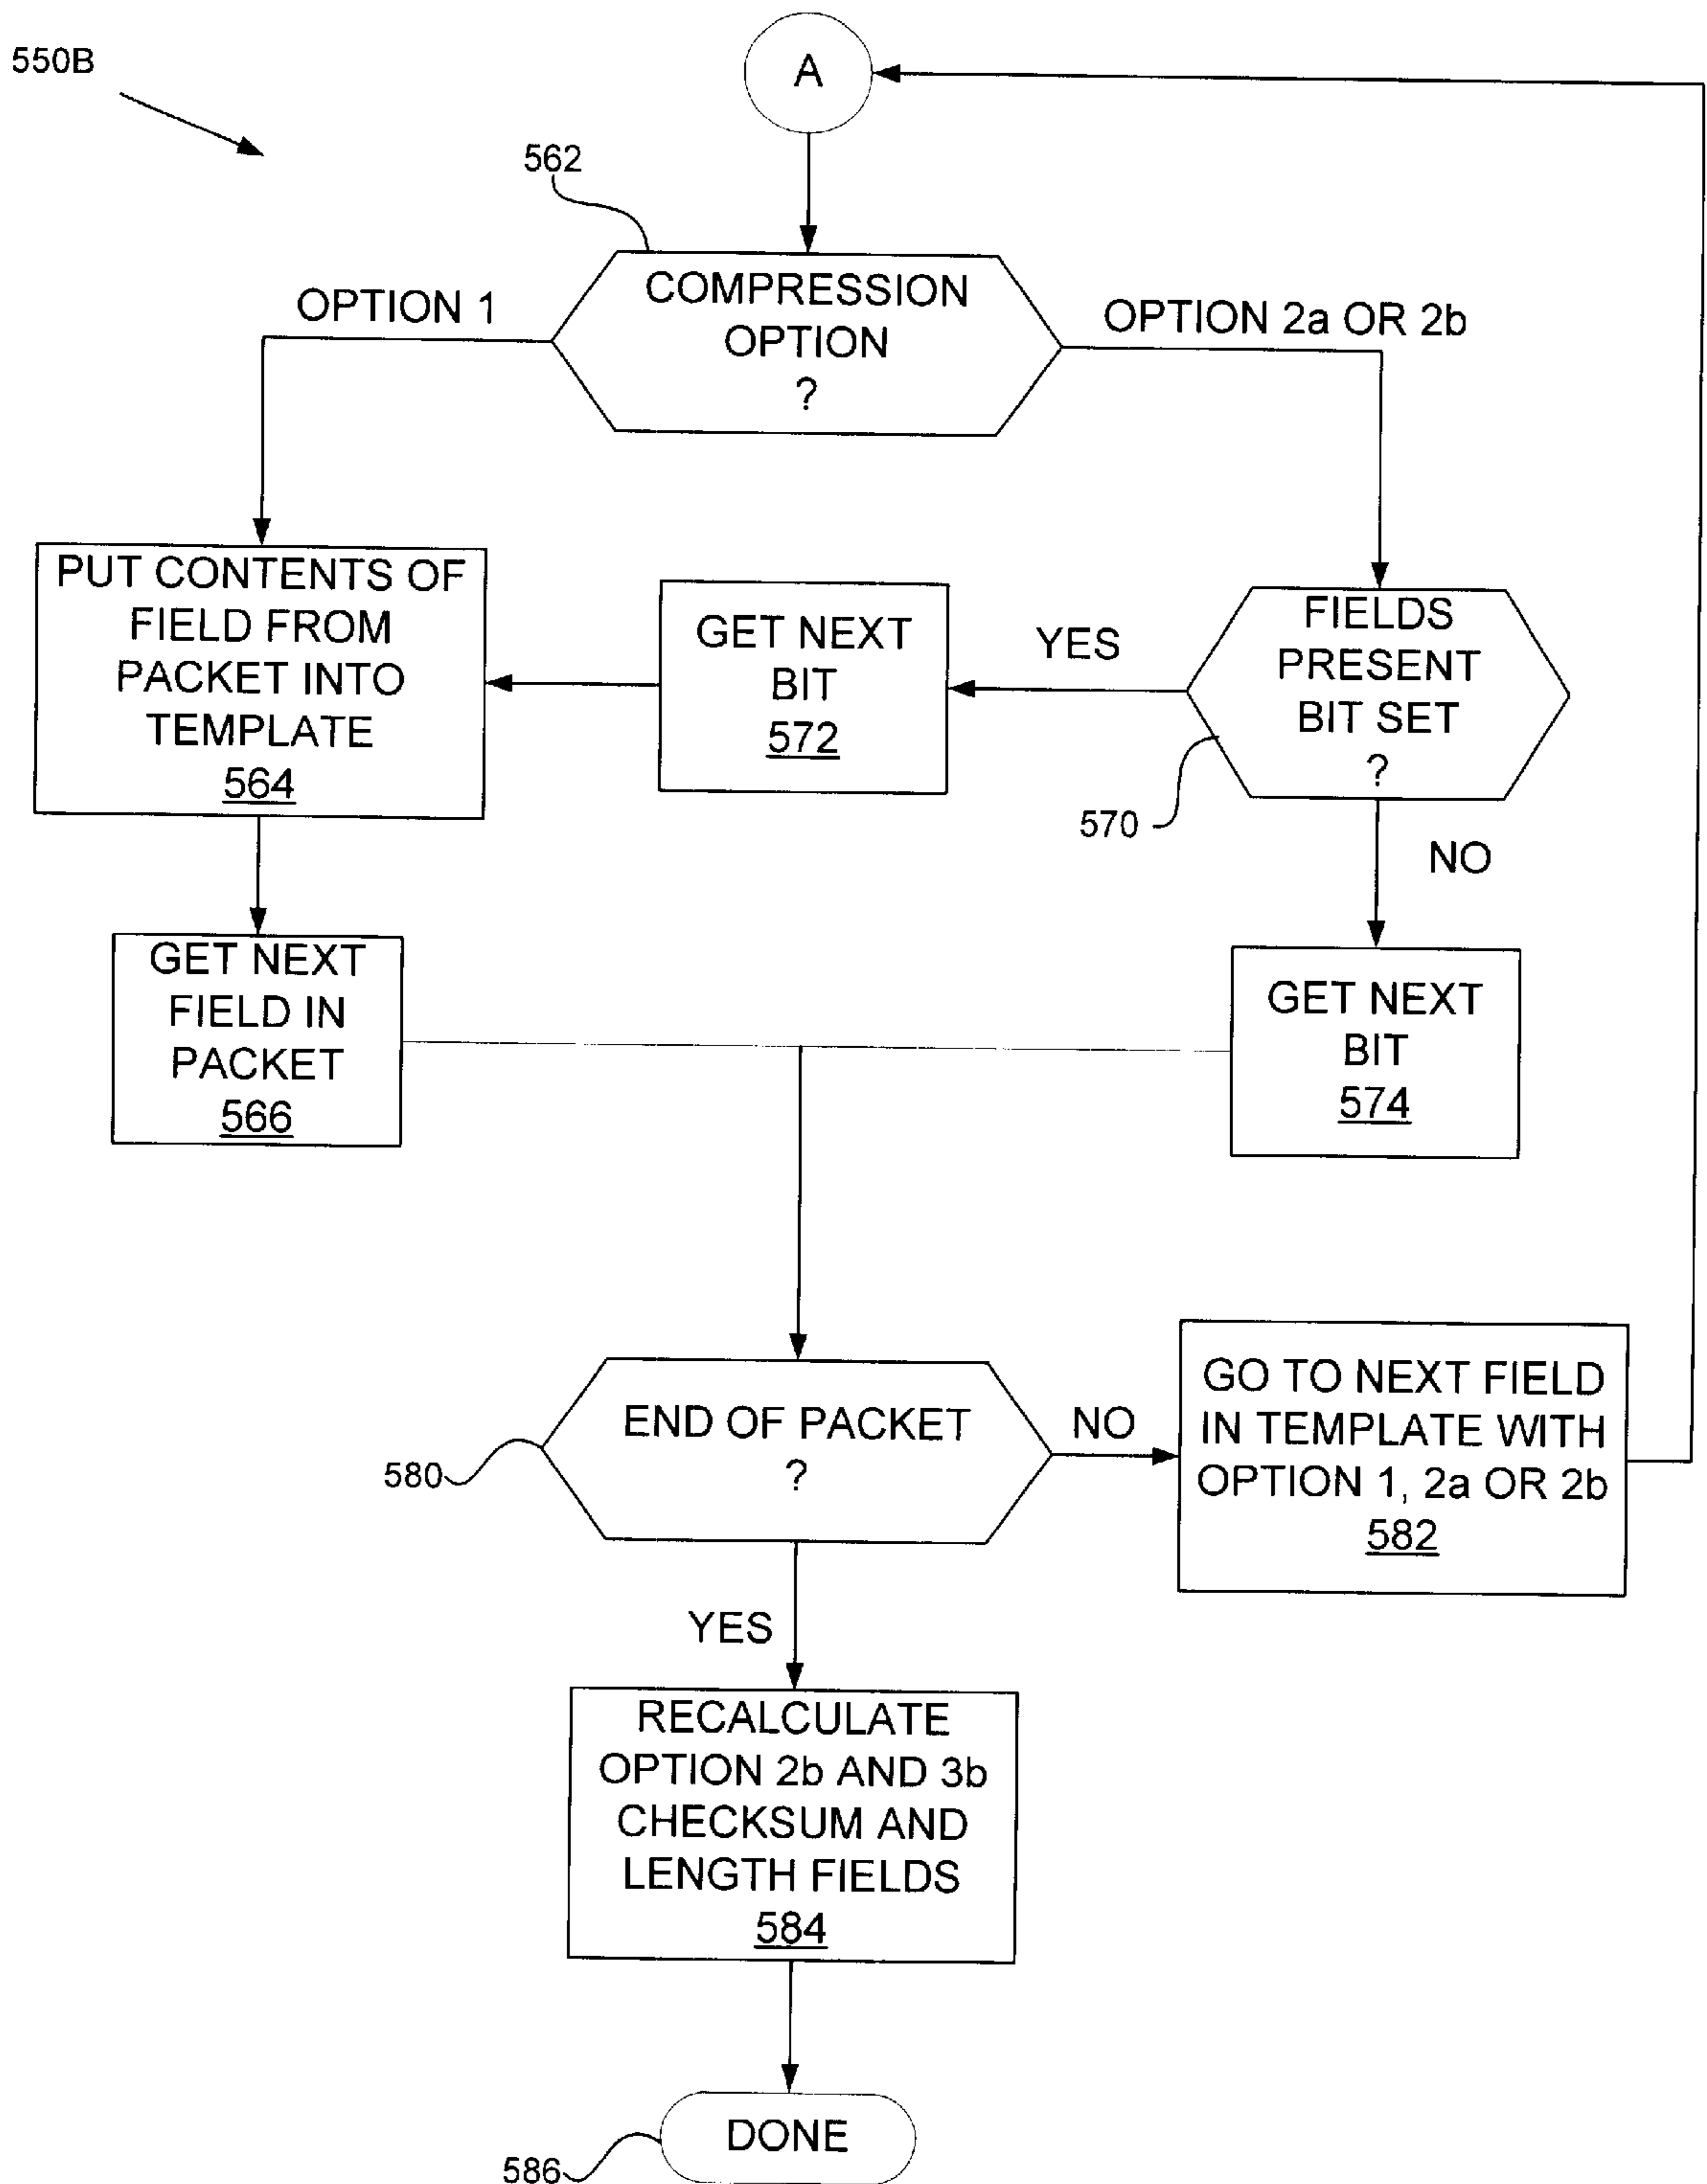 550B
A
562
COMPRESSION
OPTION
?
OPTION 1
OPTION 2a OR 2b
PUT CONTENTS OF
FIELD FROM
PACKET INTO
TEMPLATE
564
GET NEXT
BIT
572
YES
FIELDS
PRESENT
BIT SET
?
570
NO
GET NEXT
FIELD IN
PACKET
566
GET NEXT
BIT
574
END OF PACKET
?
580
NO
GO TO NEXT FIELD
IN TEMPLATE WITH
OPTION 1, 2a OR 2b
582
YES
RECALCULATE
OPTION 2b AND 3b
CHECKSUM AND
LENGTH FIELDS
584
DONE
586